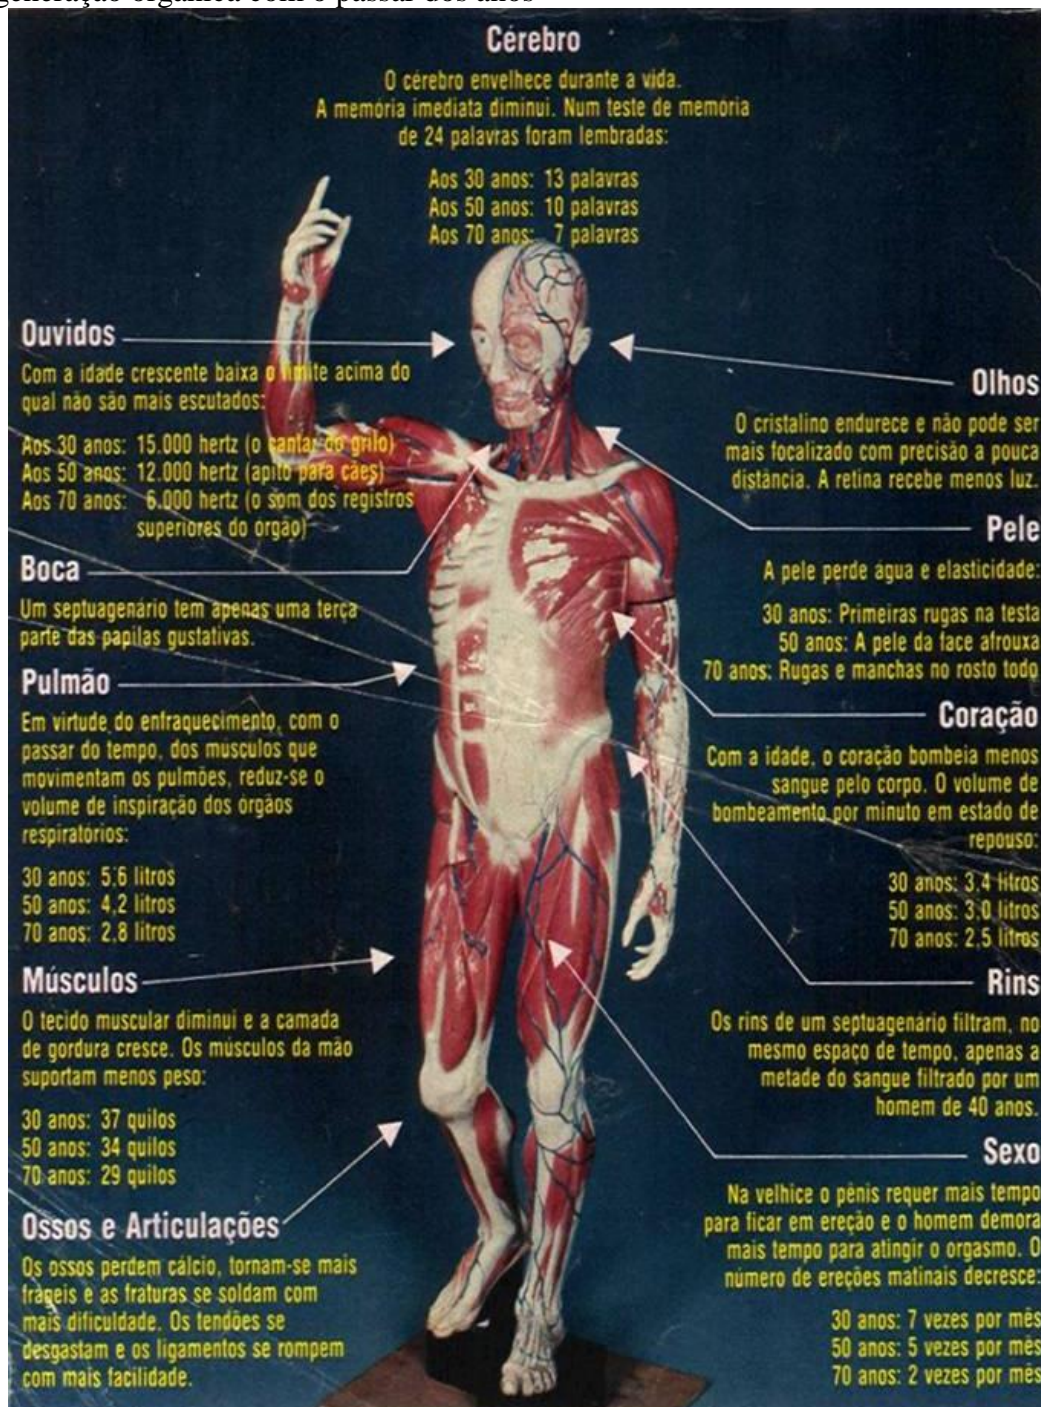 generação orgânica com o passar dos anos
Cérebro
O cérebro envelhece durante a vida.
A memória imediata diminui. Num teste de memória
de 24 palavras foram lembradas:
Aos 30 anos: 13 palavras
Aos 50 anos: 10 palavras
Aos 70 anos: 7 palavras
Ouvidos
Com a idade crescente baixa o limite acima do
qual não são mais escutados:
Aos 30 anos: 15.000 hertz (o cantar do grilo)
Aos 50 anos: 12.000 hertz (apito para cães)
Aos 70 anos: 6.000 hertz (o som dos registros
superiores do órgão)
Boca
Um septuagenário tem apenas uma terça
parte das papilas gustativas.
Pulmão
Em virtude do enfraquecimento, com o
passar do tempo, dos músculos que
movimentam os pulmões, reduz-se o
volume de inspiração dos órgãos
respiratórios:
30 anos: 5,6 litros
50 anos: 4,2 litros
70 anos: 2,8 litros
Músculos
O tecido muscular diminui e a camada
de gordura cresce. Os músculos da mão
suportam menos peso:
30 anos: 37 quilos
50 anos: 34 quilos
70 anos: 29 quilos
Ossos e Articulações
Os ossos perdem cálcio, tornam-se mais
frágeis e as fraturas se soldam com
mais dificuldade. Os tendões se
desgastam e os ligamentos se rompem
com mais facilidade.
Olhos
O cristalino endurece e não pode ser
mais focalizado com precisão a pouca
distância. A retina recebe menos luz.
Pele
A pele perde água e elasticidade:
30 anos: Primeiras rugas na testa
50 anos: A pele da face afrouxa
70 anos: Rugas e manchas no rosto todo
Coração
Com a idade, o coração bombeia menos
sangue pelo corpo. O volume de
bombeamento por minuto em estado de
repouso:
30 anos: 3,4 litros
50 anos: 3,0 litros
70 anos: 2,5 litros
Rins
Os rins de um septuagenário filtram, no
mesmo espaço de tempo, apenas a
metade do sangue filtrado por um
homem de 40 anos.
Sexo
Na velhice o pênis requer mais tempo
para ficar em ereção e o homem demora
mais tempo para atingir o orgasmo. O
número de ereções matinais decresce:
30 anos: 7 vezes por mês
50 anos: 5 vezes por mês
70 anos: 2 vezes por mês